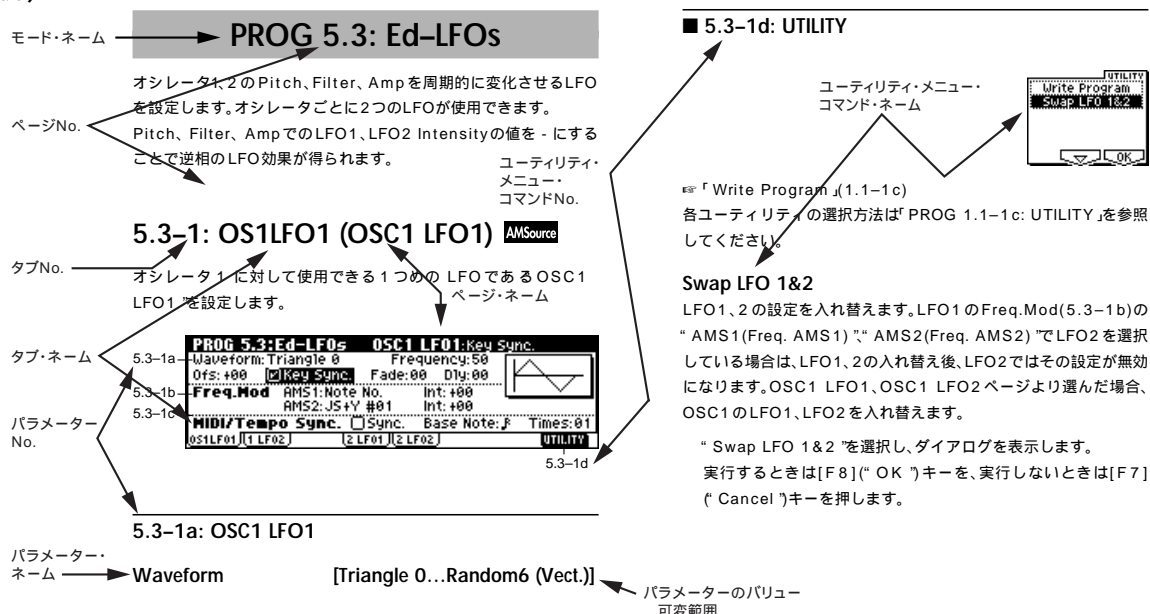 モード・ネーム
PROG 5.3: Ed–LFOs
オシレータ1、2のPitch、Filter、Ampを周期的に変化させるLFO
を設定します。オシレータごとに2つのLFOが使用できます。
ページNo.
Pitch、Filter、AmpでのLFO1、LFO2 Intensityの値を - にする
ことで逆相のLFO効果が得られます。
ユーティリティ・
メニュー・
コマンドNo.
5.3–1: OS1LFO1 (OSC1 LFO1) AMSource
タブNo.
オシレータ1 に対して使用できる1つめの LFOであるOSC1
LFO1 ”を設定します。
ページ・ネーム
タブ・ネーム
PROG 5.3:Ed-LFOs OSC1 LFO1:Key Sync.
5.3–1a
Waveform:Triangle 0 Frequency:50
Ofs:+00 Key Sync. Fade:00 Dly:00
5.3–1b
Freq.Mod AMS1:Note No. Int:+00
AMS2:JS+Y #01 Int:+00
5.3–1c
MIDI/Tempo Sync. Sync. Base Note:♪ Times:01
OS1LFO1 1 LFO2 2 LFO1 2 LFO2 UTILITY
5.3–1d
パラメーター
No.
5.3–1a: OSC1 LFO1
パラメーター・
ネーム
Waveform [Triangle 0…Random6 (Vect.)]
パラメーターのバリュー
可変範囲
■ 5.3–1d: UTILITY
ユーティリティ・メニュー・
コマンド・ネーム
UTILITY
Write Program
Swap LFO 1&2
OK
☞「 Write Program 」(1.1–1c)
各ユーティリティの選択方法は「 PROG 1.1–1c: UTILITY 」を参照
してください。
Swap LFO 1&2
LFO1、2の設定を入れ替えます。LFO1のFreq.Mod(5.3–1b)の
“ AMS1(Freq. AMS1) ”、“ AMS2(Freq. AMS2) ”でLFO2を選択
している場合は、LFO1、2の入れ替え後、LFO2ではその設定が無効
になります。OSC1 LFO1、OSC1 LFO2ページより選んだ場合、
OSC1のLFO1、LFO2を入れ替えます。
“ Swap LFO 1&2 ”を選択し、ダイアログを表示します。
実行するときは[F8](“ OK ”)キーを、実行しないときは[F7]
(“ Cancel ”)キーを押します。